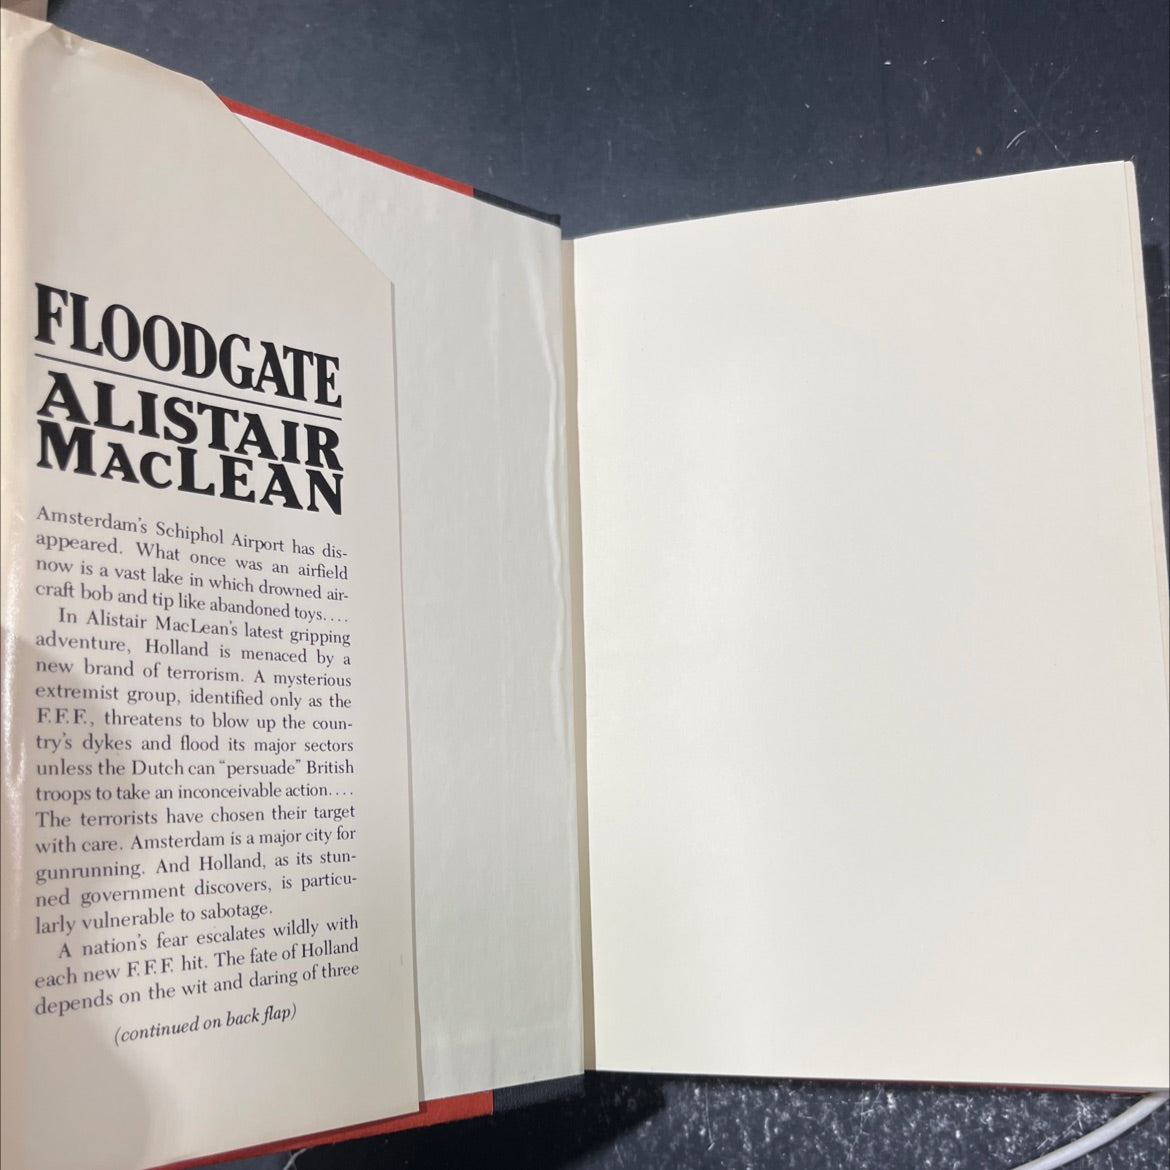 FLOODGATE
ALISTAIR
MACLEAN
Amsterdam's Schiphol Airport has dis-
appeared. What once was an airfield
now is a vast lake in which drowned air-
craft bob and tip like abandoned toys....
In Alistair MacLean's latest gripping
adventure, Holland is menaced by a
new brand of terrorism. A mysterious
extremist group, identified only as the
F.F.F., threatens to blow up the coun-
try's dykes and flood its major sectors
unless the Dutch can “persuade” British
troops to take an inconceivable action....
The terrorists have chosen their target
with care. Amsterdam is a major city for
gunrunning. And Holland, as its stun-
ned government discovers, is particu-
larly vulnerable to sabotage.
A nation's fear escalates wildly with
each new F.F.F. hit. The fate of Holland
depends on the wit and daring of three
(continued on back flap)